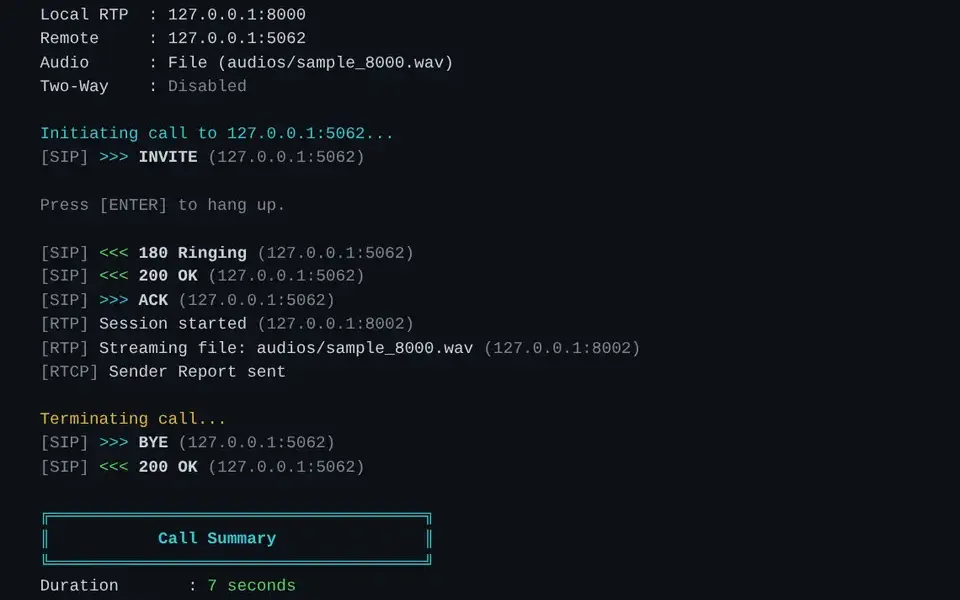 Local RTP  : 127.0.0.1:8000
Remote     : 127.0.0.1:5062
Audio      : File (audios/sample_8000.wav)
Two-Way    : Disabled
Initiating call to 127.0.0.1:5062...
[SIP] >>> INVITE (127.0.0.1:5062)
Press [ENTER] to hang up.
[SIP] <<< 180 Ringing (127.0.0.1:5062)
[SIP] <<< 200 OK (127.0.0.1:5062)
[SIP] >>> ACK (127.0.0.1:5062)
[RTP] Session started (127.0.0.1:8002)
[RTP] Streaming file: audios/sample_8000.wav (127.0.0.1:8002)
[RTCP] Sender Report sent
Terminating call...
[SIP] >>> BYE (127.0.0.1:5062)
[SIP] <<< 200 OK (127.0.0.1:5062)
Call Summary
Duration       : 7 seconds